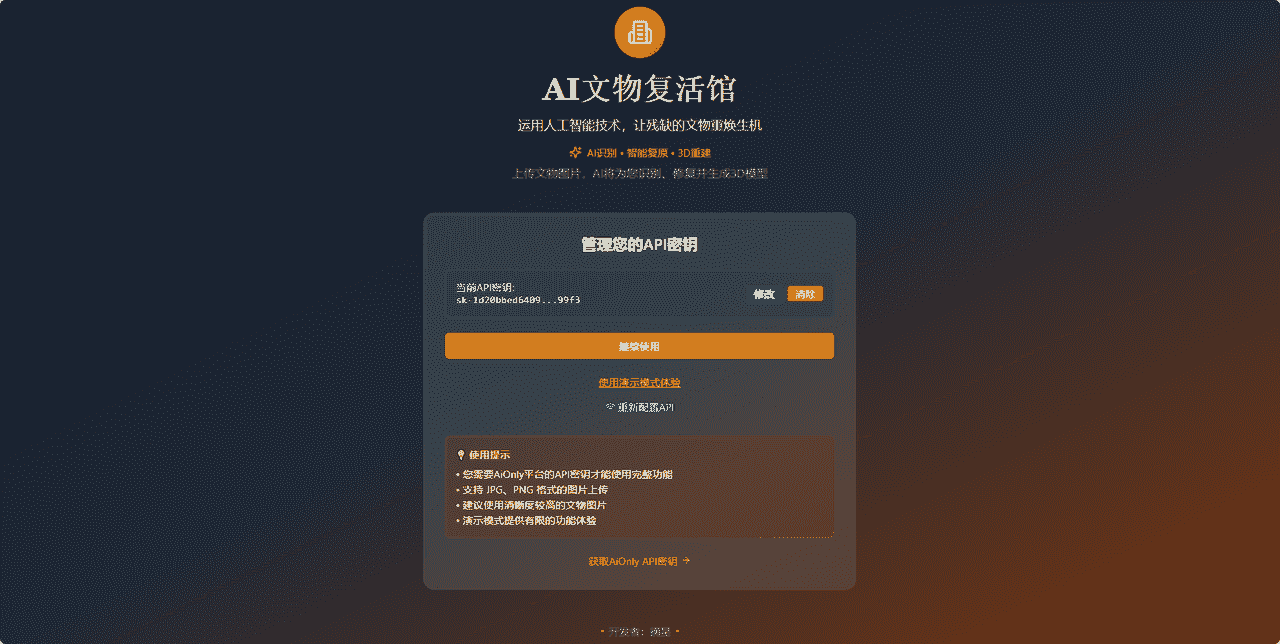 AI文物复活馆
运用人工智能技术，让残缺的文物重焕生机
AI识别 • 智能复原 • 3D重建
上传文物图片，AI将为您识别、修复并生成3D模型
管理您的API密钥
当前API密钥:
sk-1d20bbed6409...99f3
修改 清除
继续使用
使用演示模式体验
重新配置API
使用提示
• 您需要AiOnly平台的API密钥才能使用完整功能
• 支持 JPG、PNG 格式的图片上传
• 建议使用清晰度较高的文物图片
• 演示模式提供有限的功能体验
获取AiOnly API密钥 →
• 开发者：